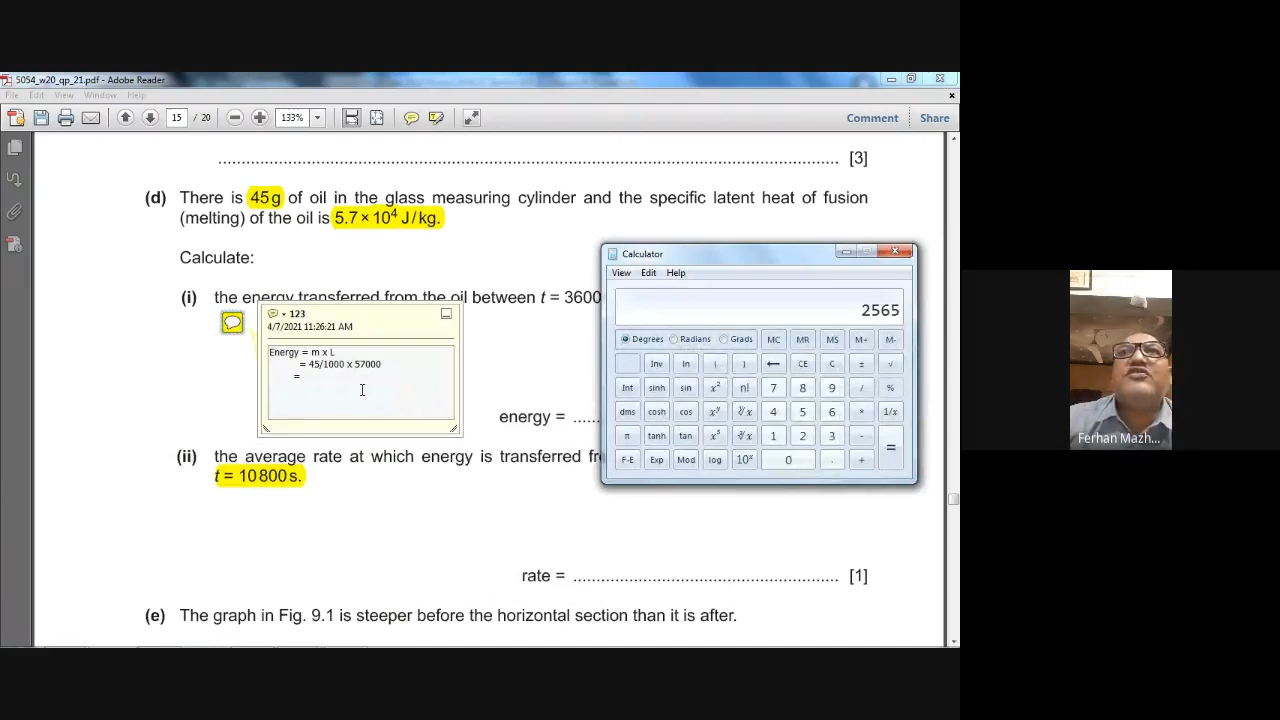 5054_w20_qp_21.pdf - Adobe Reader
File Edit View Window Help
15 / 20 133% Comment Share
[3]
(d) There is 45 g of oil in the glass measuring cylinder and the specific latent heat of fusion
(melting) of the oil is 5.7 × 10⁴ J / kg.
Calculate:
(i) the energy transferred from the oil between t = 3600
123
4/7/2021 11:26:21 AM
Energy = m x L
= 45/1000 x 57000
=
energy = ......
(ii) the average rate at which energy is transferred
t = 10 800 s.
rate = ............................................................ [1]
(e) The graph in Fig. 9.1 is steeper before the horizontal section than it is after.
Calculator
View Edit Help
2565
Degrees Radians Grads MC MR MS M+ M-
Inv ln ( ) ← CE C ± √
Int sinh sin x² n! 7 8 9 / %
dms cosh cos xʸ ʸ√x 4 5 6 * 1/x
π tanh tan x³ ³√x 1 2 3 - =
F-E Exp Mod log 10ˣ 0 . +
Ferhan Mazh...